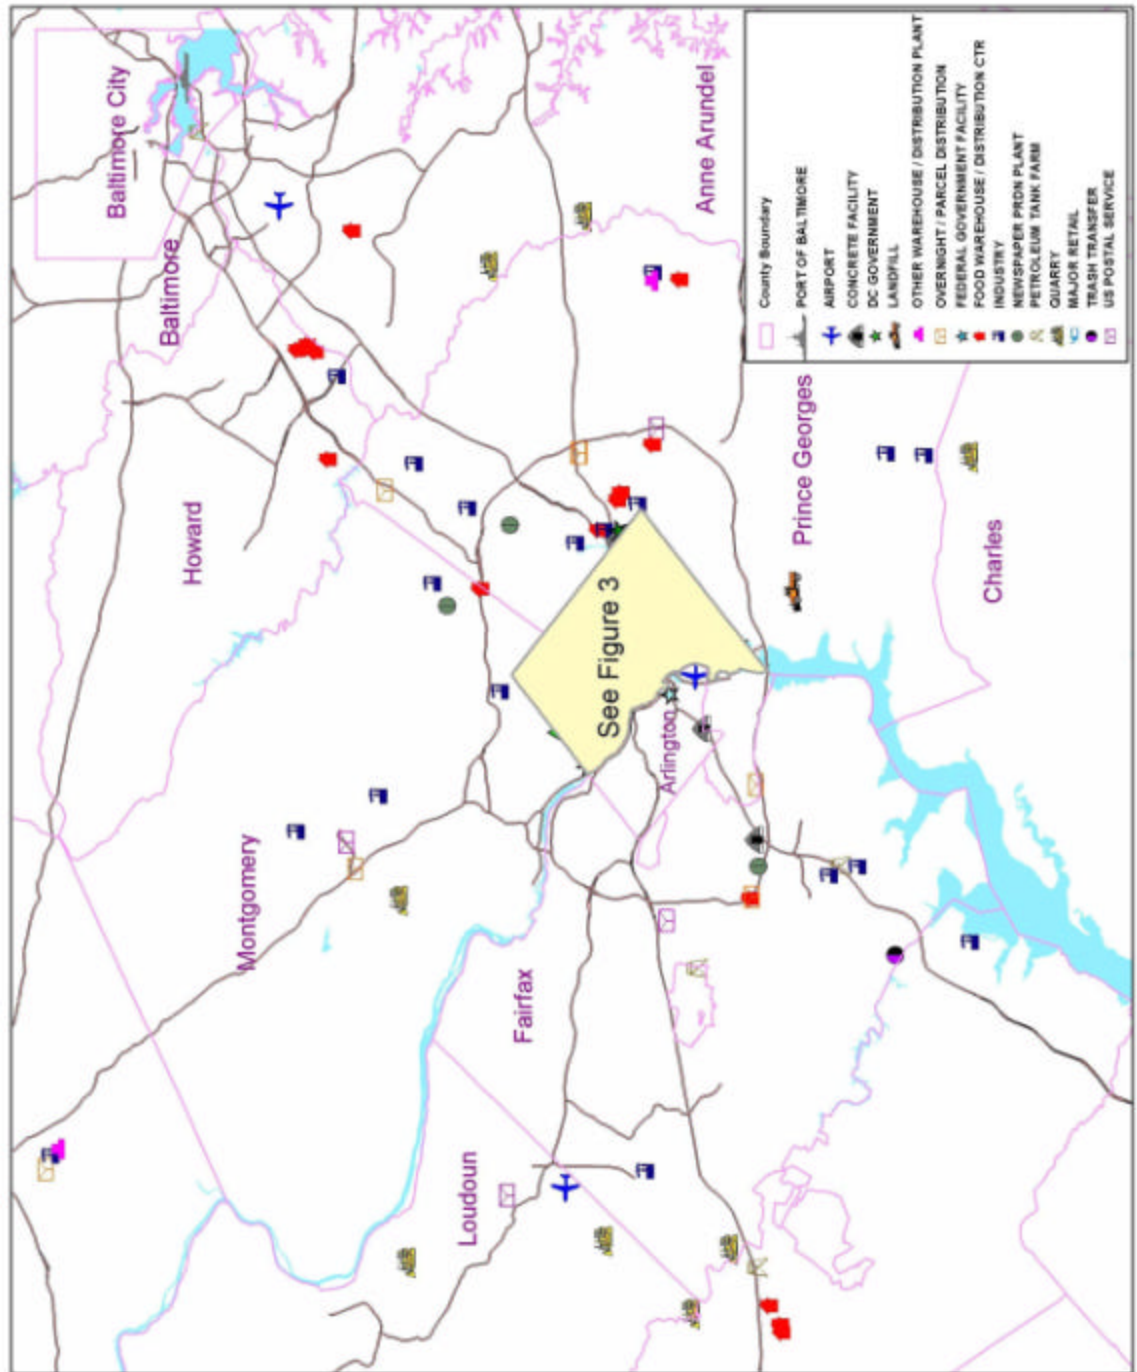 Baltimore City
Baltimore
Anne Arundel
Howard
Prince Georges
Charles
See Figure 3
Arlington
Montgomery
Fairfax
Loudoun
County Boundary
PORT OF BALTIMORE
AIRPORT
CONCRETE FACILITY
DC GOVERNMENT
LANDFILL
OTHER WAREHOUSE / DISTRIBUTION PLANT
OVERNIGHT / PARCEL DISTRIBUTION
FEDERAL GOVERNMENT FACILITY
FOOD WAREHOUSE / DISTRIBUTION CTR
INDUSTRY
NEWSPAPER PRDN PLANT
PETROLEUM TANK FARM
QUARRY
MAJOR RETAIL
TRASH TRANSFER
US POSTAL SERVICE